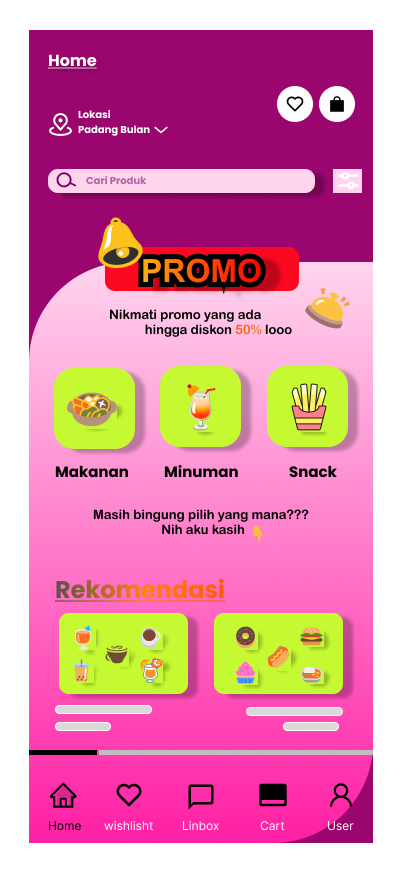 Home
Lokasi
Padang Bulan
Cari Produk
PROMO
Nikmati promo yang ada
hingga diskon 50% looo
Makanan Minuman Snack
Masih bingung pilih yang mana???
Nih aku kasih
Rekomendasi
Home wishlisht Linbox Cart User